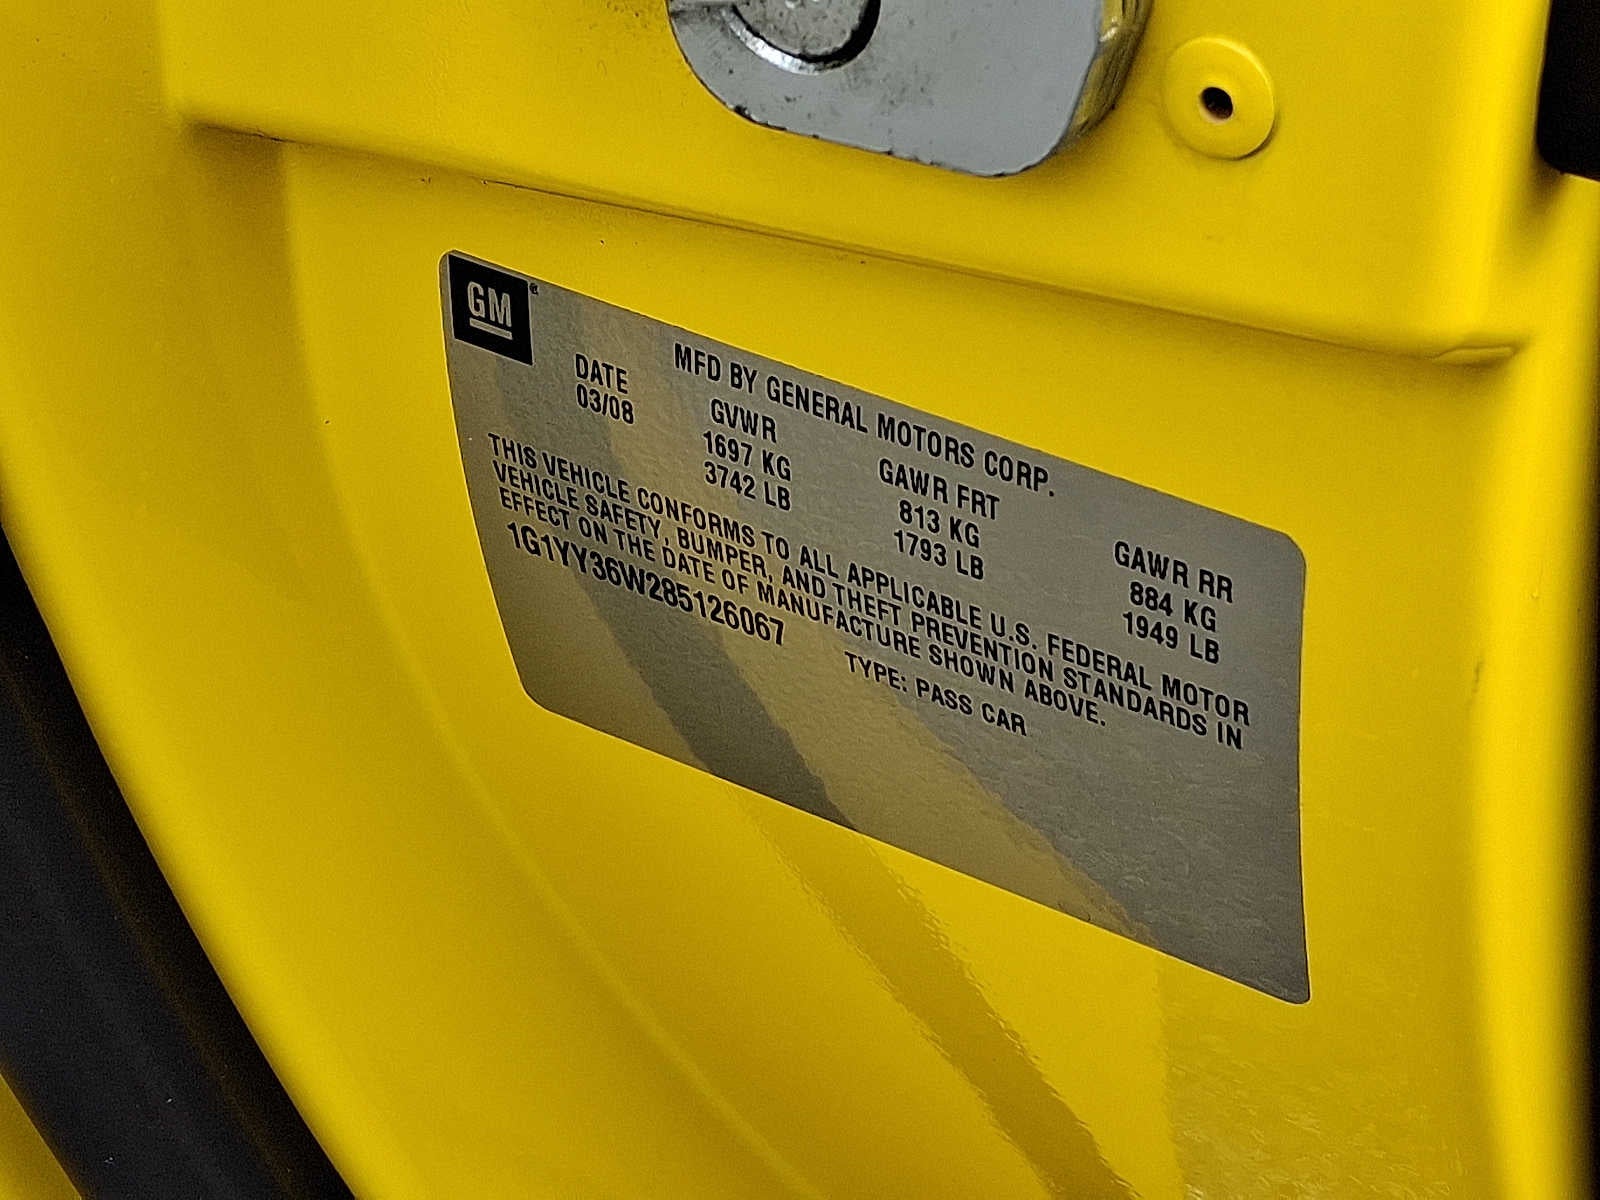 GM
MFD BY GENERAL MOTORS CORP.
DATE GVWR GAWR FRT GAWR RR
03/08 1697 KG 813 KG 884 KG
3742 LB 1793 LB 1949 LB
THIS VEHICLE CONFORMS TO ALL APPLICABLE U.S. FEDERAL MOTOR
VEHICLE SAFETY, BUMPER, AND THEFT PREVENTION STANDARDS IN
EFFECT ON THE DATE OF MANUFACTURE SHOWN ABOVE.
1G1YY36W285126067 TYPE: PASS CAR